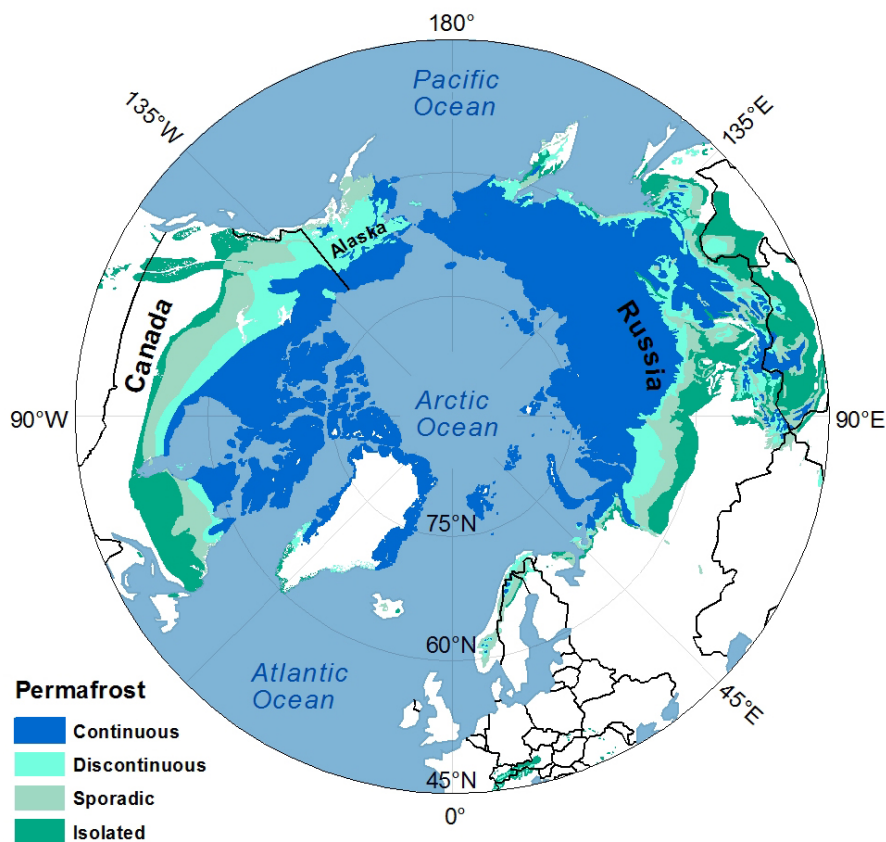 180°
Pacific
Ocean
135°W
135°E
Alaska
Canada
Russia
90°W
Arctic
Ocean
90°E
75°N
60°N
Atlantic
Ocean
45°E
45°N
0°
Permafrost
Continuous
Discontinuous
Sporadic
Isolated